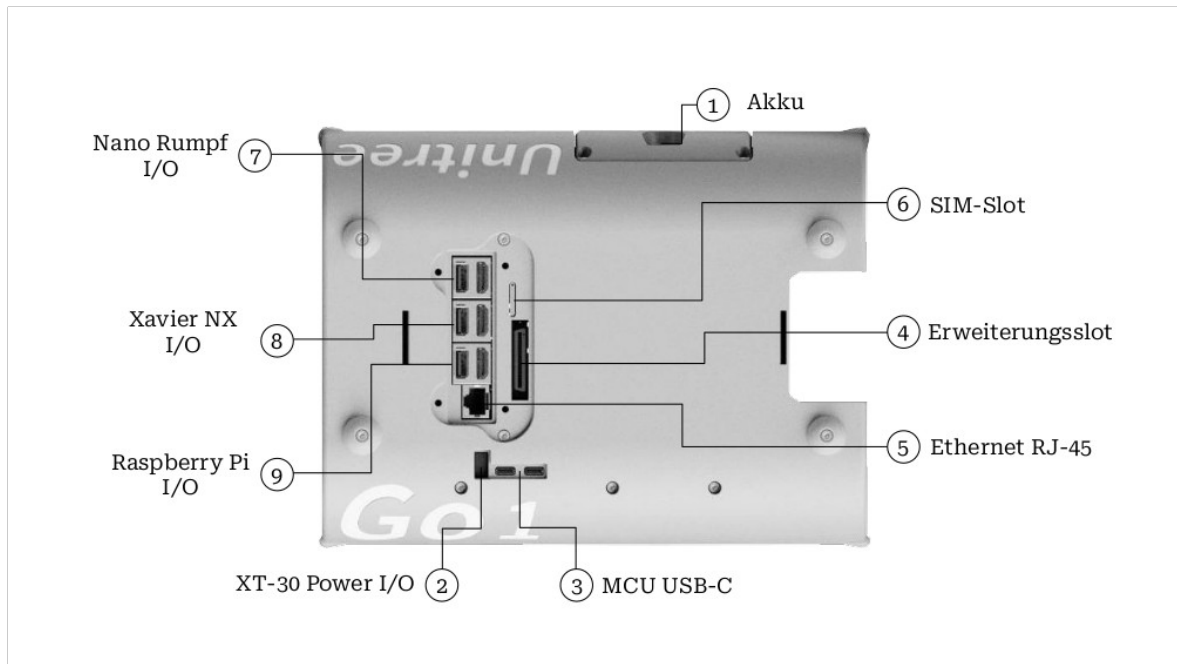 1 Akku
Nano Rumpf
I/O
7
Unitree
6 SIM-Slot
Xavier NX
I/O
8
4 Erweiterungsslot
Raspberry Pi
I/O
9
5 Ethernet RJ-45
Go1
XT-30 Power I/O 2
3 MCU USB-C